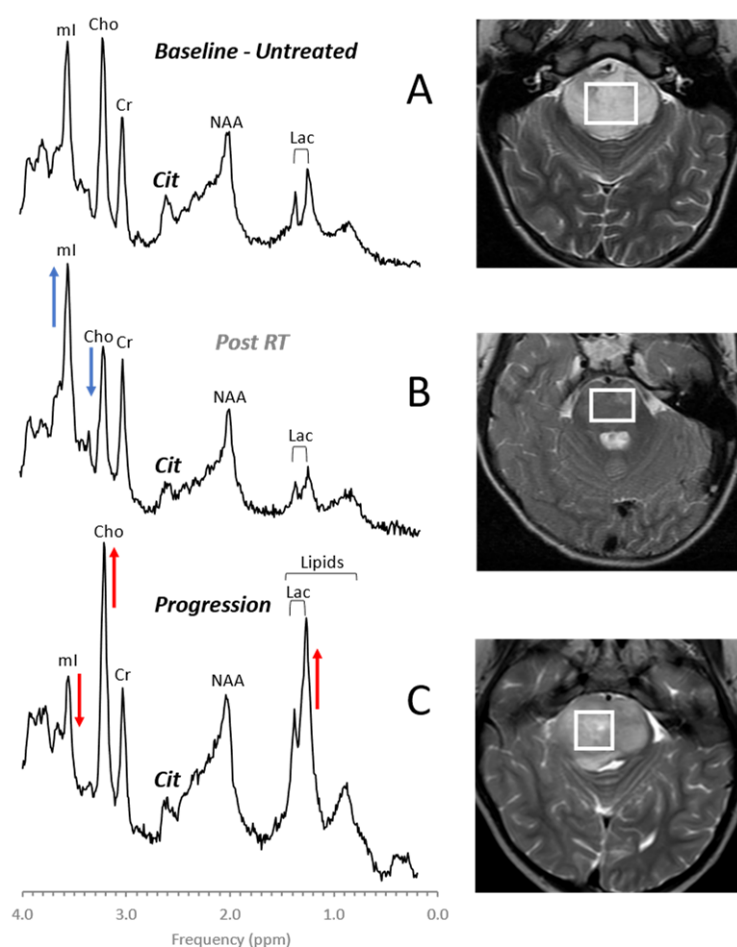 Baseline - Untreated
A
mI
Cho
Cr
Cit
NAA
Lac
Post RT
B
mI
Cho
Cr
Cit
NAA
Lac
Progression
C
mI
Cho
Cr
Cit
NAA
Lipids
Lac
4.0 3.0 2.0 1.0 0.0
Frequency (ppm)